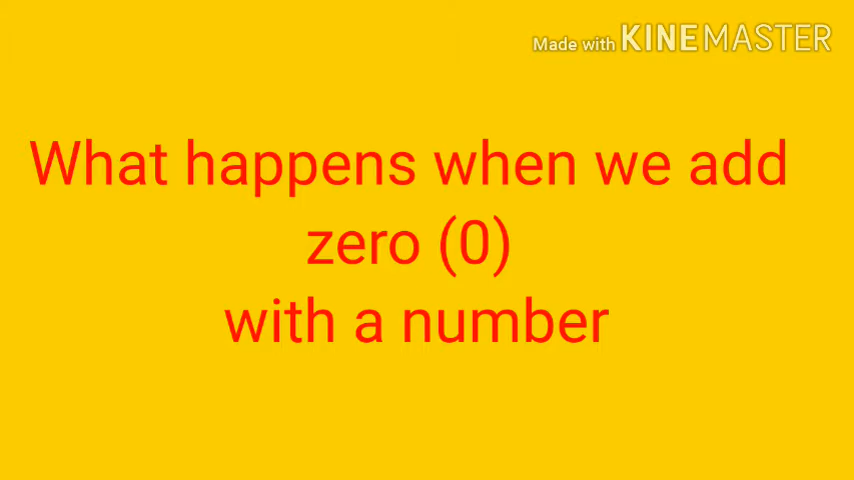 Made with KINEMASTER
What happens when we add
zero (0)
with a number